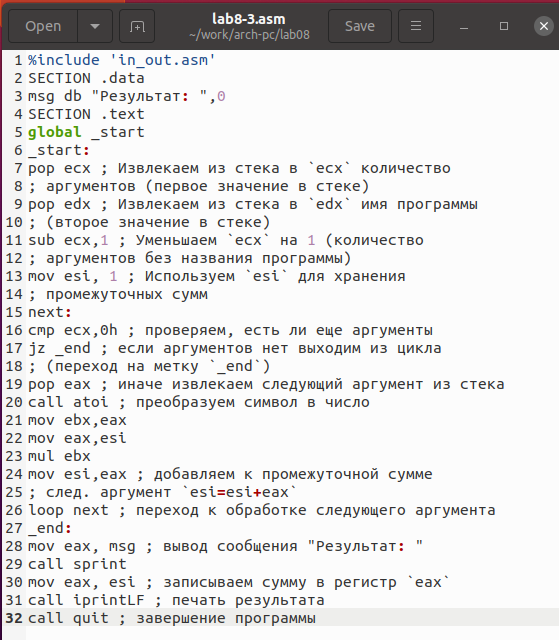 Open
lab8-3.asm
~/work/arch-pc/lab08
Save
1 %include 'in_out.asm'
2 SECTION .data
3 msg db "Результат: ",0
4 SECTION .text
5 global _start
6 _start:
7 pop ecx ; Извлекаем из стека в `ecx` количество
8 ; аргументов (первое значение в стеке)
9 pop edx ; Извлекаем из стека в `edx` имя программы
10 ; (второе значение в стеке)
11 sub ecx,1 ; Уменьшаем `ecx` на 1 (количество
12 ; аргументов без названия программы)
13 mov esi, 1 ; Используем `esi` для хранения
14 ; промежуточных сумм
15 next:
16 cmp ecx,0h ; проверяем, есть ли еще аргументы
17 jz _end ; если аргументов нет выходим из цикла
18 ; (переход на метку `_end`)
19 pop eax ; иначе извлекаем следующий аргумент из стека
20 call atoi ; преобразуем символ в число
21 mov ebx,eax
22 mov eax,esi
23 mul ebx
24 mov esi,eax ; добавляем к промежуточной сумме
25 ; след. аргумент `esi=esi+eax`
26 loop next ; переход к обработке следующего аргумента
27 _end:
28 mov eax, msg ; вывод сообщения "Результат: "
29 call sprint
30 mov eax, esi ; записываем сумму в регистр `eax`
31 call iprintLF ; печать результата
32 call quit ; завершение программы